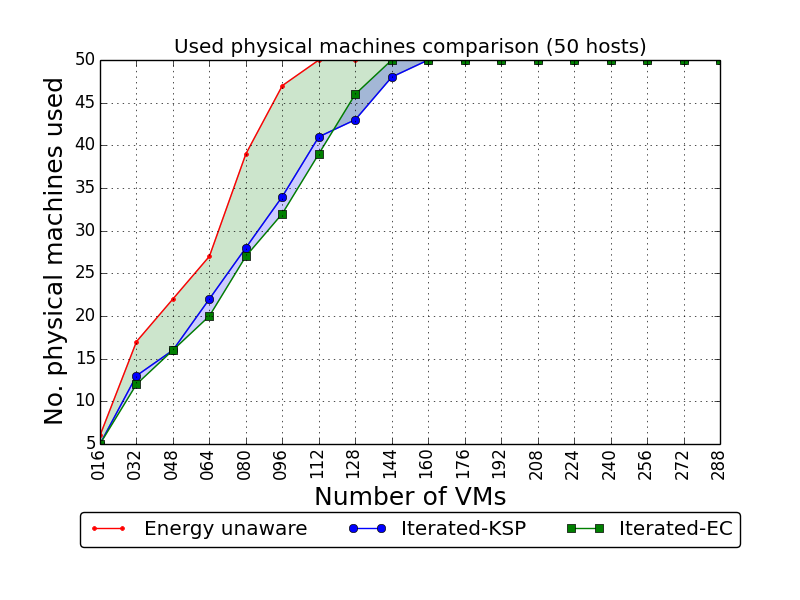 Used physical machines comparison (50 hosts)
No. physical machines used
50
45
40
35
30
25
20
15
10
5
016 032 048 064 080 096 112 128 144 160 176 192 208 224 240 256 272 288
Number of VMs
Energy unaware Iterated-KSP Iterated-EC